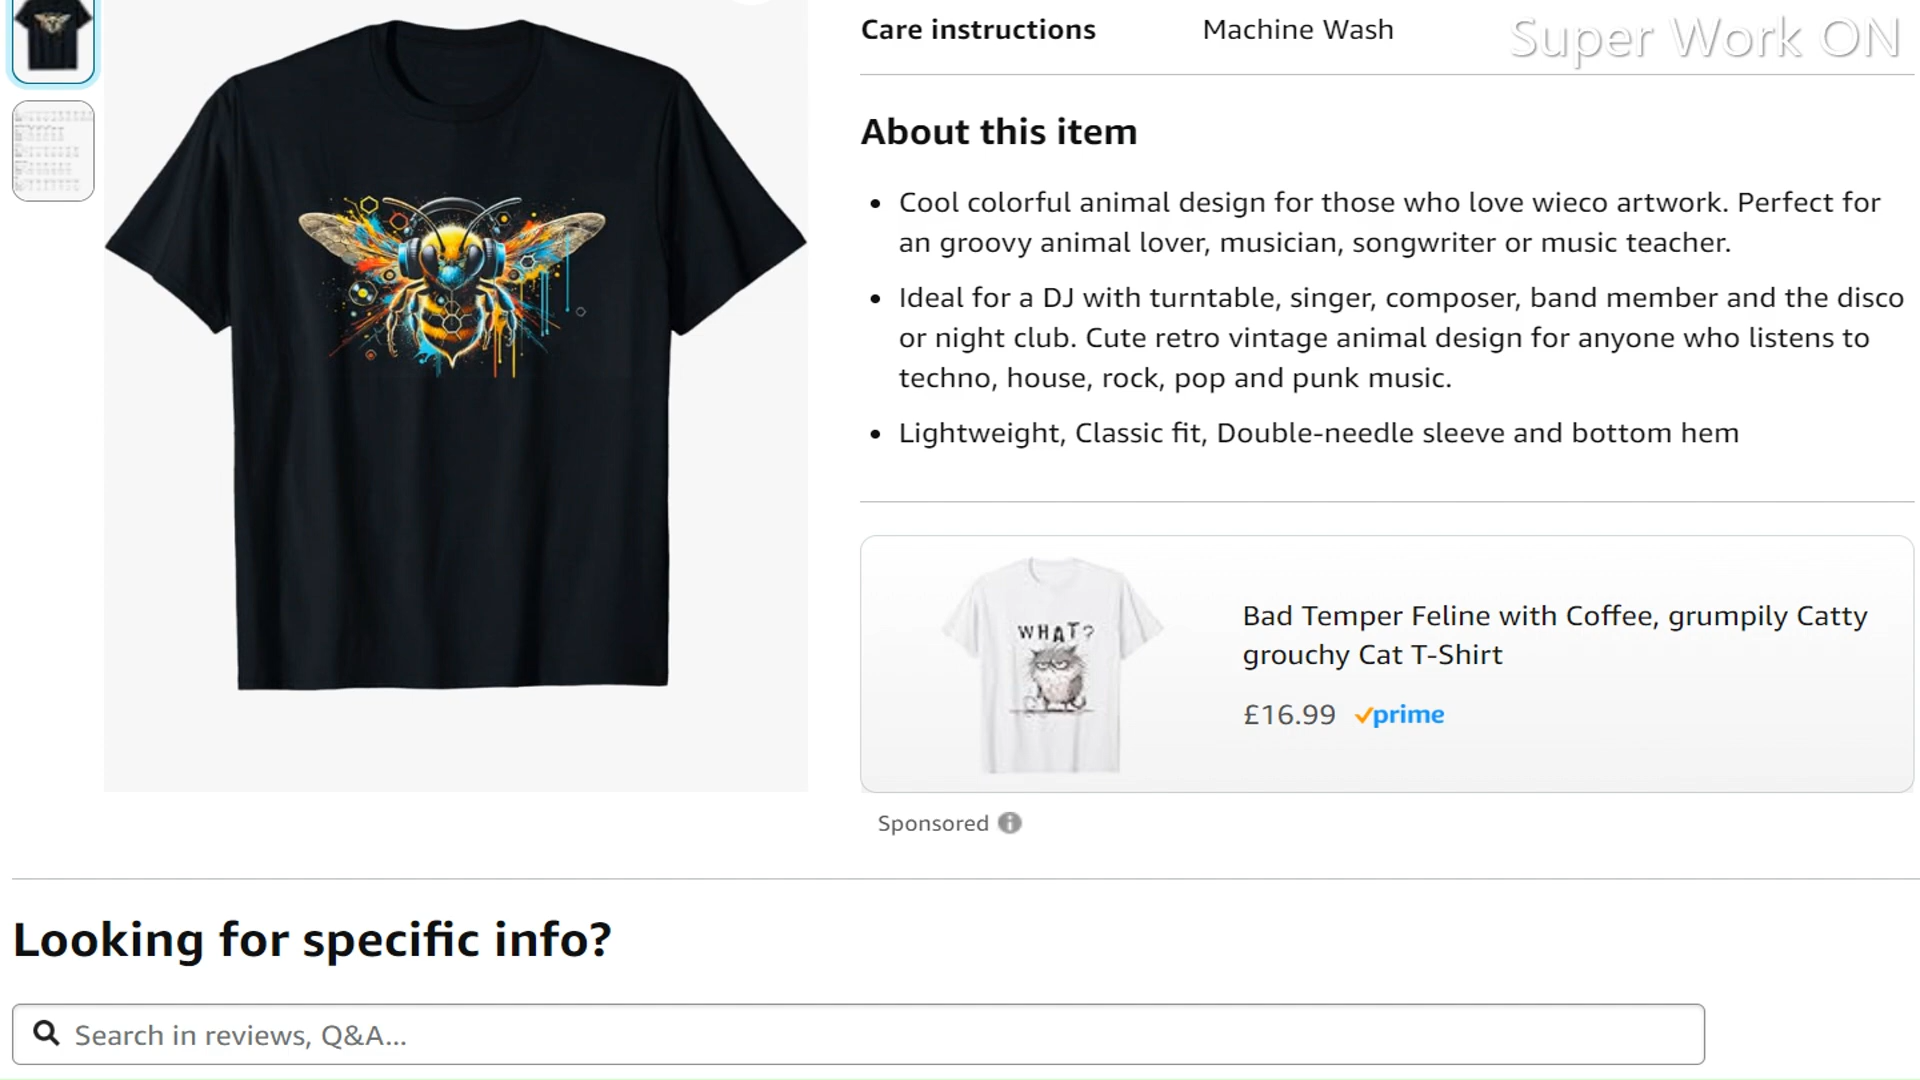 Care instructions Machine Wash
Super Work ON
About this item
Cool colorful animal design for those who love wieco artwork. Perfect for
an groovy animal lover, musician, songwriter or music teacher.
Ideal for a DJ with turntable, singer, composer, band member and the disco
or night club. Cute retro vintage animal design for anyone who listens to
techno, house, rock, pop and punk music.
Lightweight, Classic fit, Double-needle sleeve and bottom hem
WHAT?
Bad Temper Feline with Coffee, grumpily Catty
grouchy Cat T-Shirt
£16.99 prime
Sponsored
Looking for specific info?
Search in reviews, Q&A...